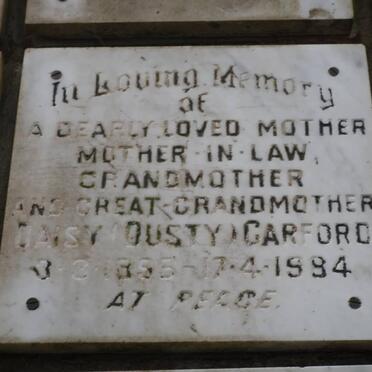 In Loving Memory
OF
A DEARLY LOVED MOTHER
MOTHER-IN-LAW,
GRANDMOTHER
AND GREAT-GRANDMOTHER
DAISY (DUSTY) GARFORD
17·4·1984
AT PEACE.